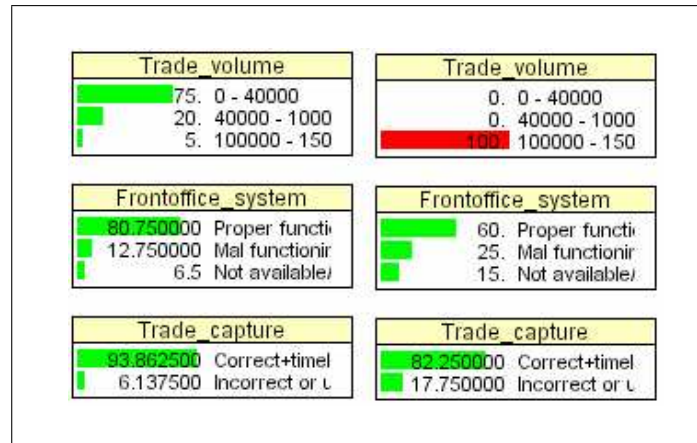 Trade_volume
75. 0 - 40000
20. 40000 - 1000
5. 100000 - 150
Frontoffice_system
80.750000 Proper functi
12.750000 Mal functionir
6.5 Not available/
Trade_capture
93.862500 Correct+timel
6.137500 Incorrect or u
Trade_volume
0. 0 - 40000
0. 40000 - 1000
100. 100000 - 150
Frontoffice_system
60. Proper functi
25. Mal functionir
15. Not available/
Trade_capture
82.250000 Correct+timel
17.750000 Incorrect or u